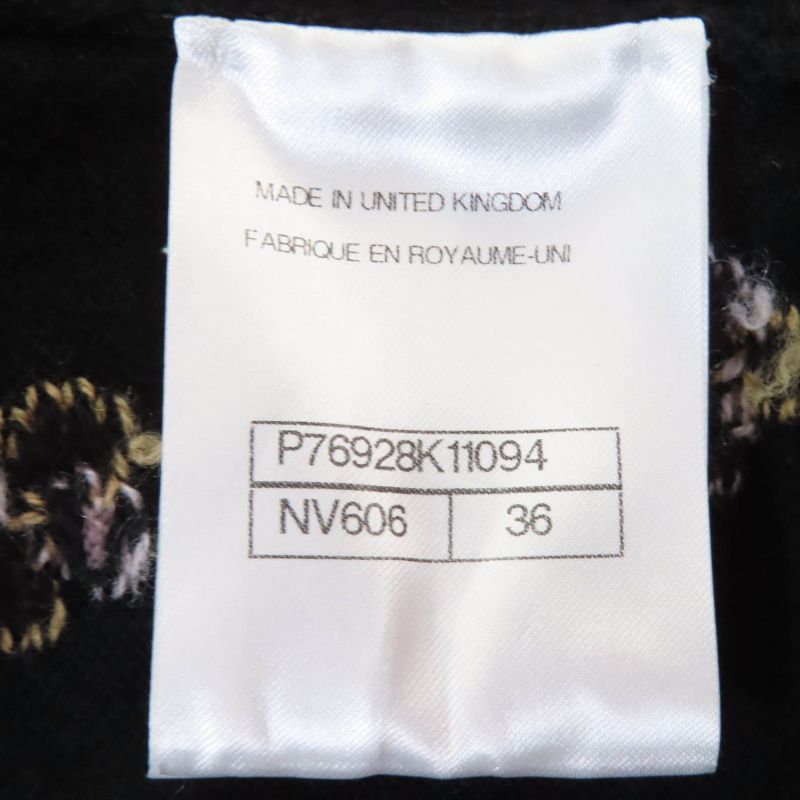 MADE IN UNITED KINGDOM
FABRIQUE EN ROYAUME-UNI
P76928K11094
NV606 36